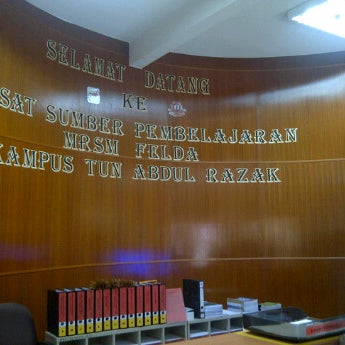 SELAMAT DATANG
KE
SAT SUMBER PEMBELAJARAN
MRSM FELDA
KAMPUS TUN ABDUL RAZAK